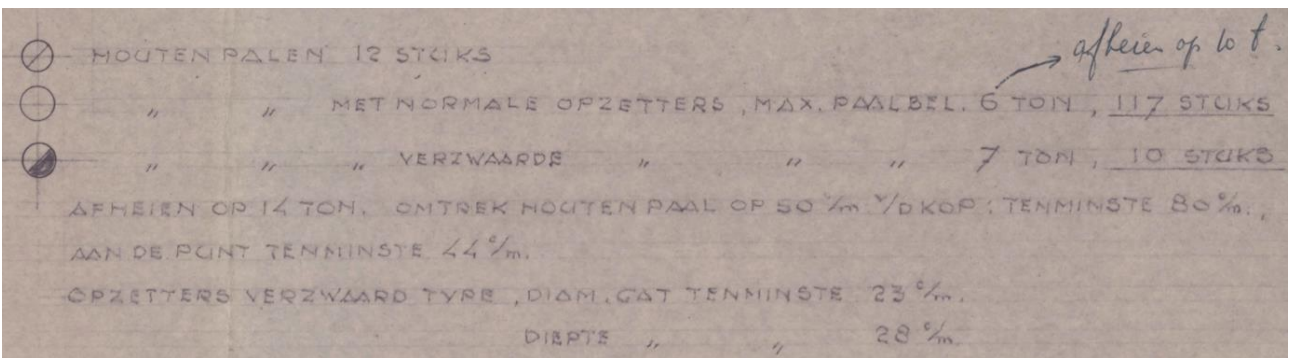 afheien op 10 t.
HOUTEN PALEN 12 STUKS
„ „ MET NORMALE OPZETTERS, MAX. PAALBEL. 6 TON, 117 STUKS
„ „ „ VERZWAARDE „ „ „ 7 TON, 10 STUKS
AFHEIEN OP 14 TON. OMTREK HOUTEN PAAL OP 50 c/m. v/D KOP: TENMINSTE 80 c/m.,
AAN DE PUNT TENMINSTE 44 c/m.
OPZETTERS VERZWAARD TYPE, DIAM. GAT TENMINSTE 23 c/m.
DIEPTE „ „ 28 c/m.